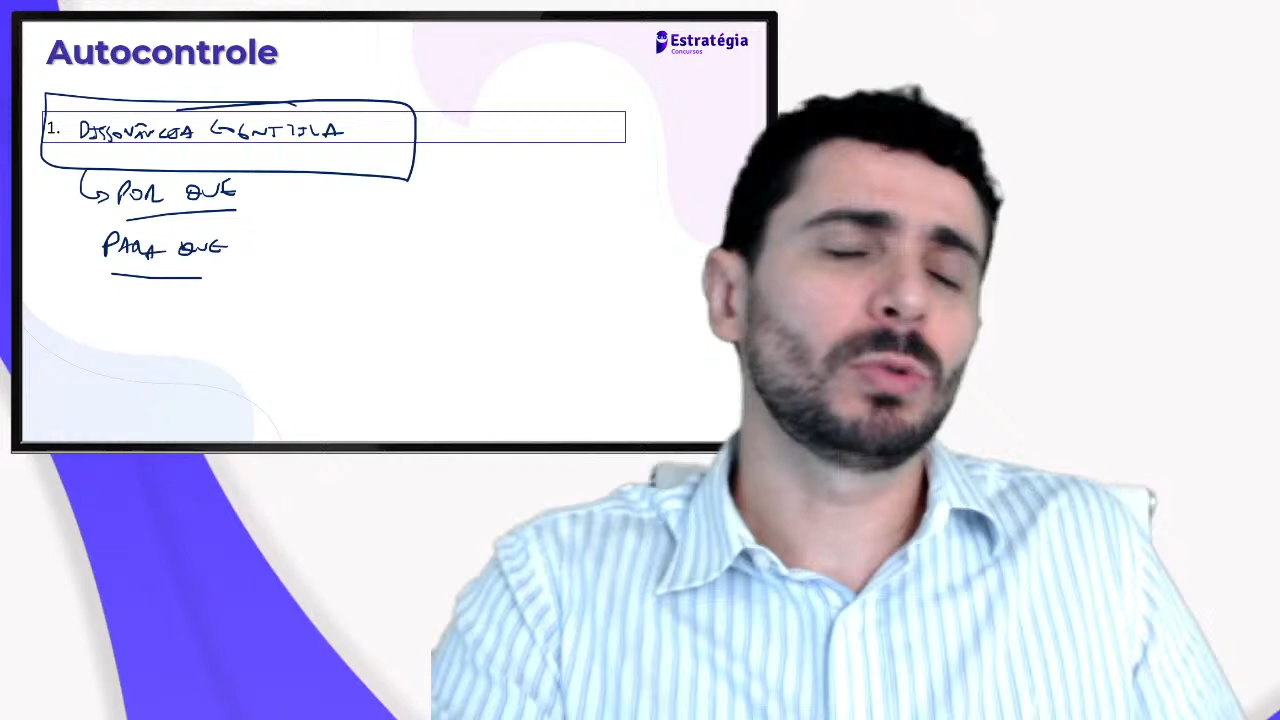 Autocontrole
Estratégia
Concursos
1. DISSONÂNCIA COGNITIVA
POR QUE
PARA QUE